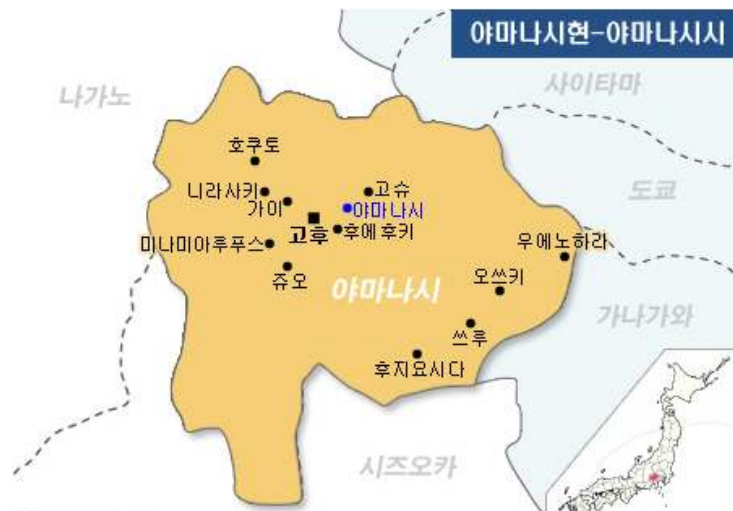 야마나시현-야마나시시
사이타마
나가노
호쿠토
도쿄
니라사키
고슈
가이
야마나시
고후
후에후키
미나미아루푸스
우에노하라
쥬오
오쓰키
야마나시
가나가와
쓰루
후지요시다
시즈오카